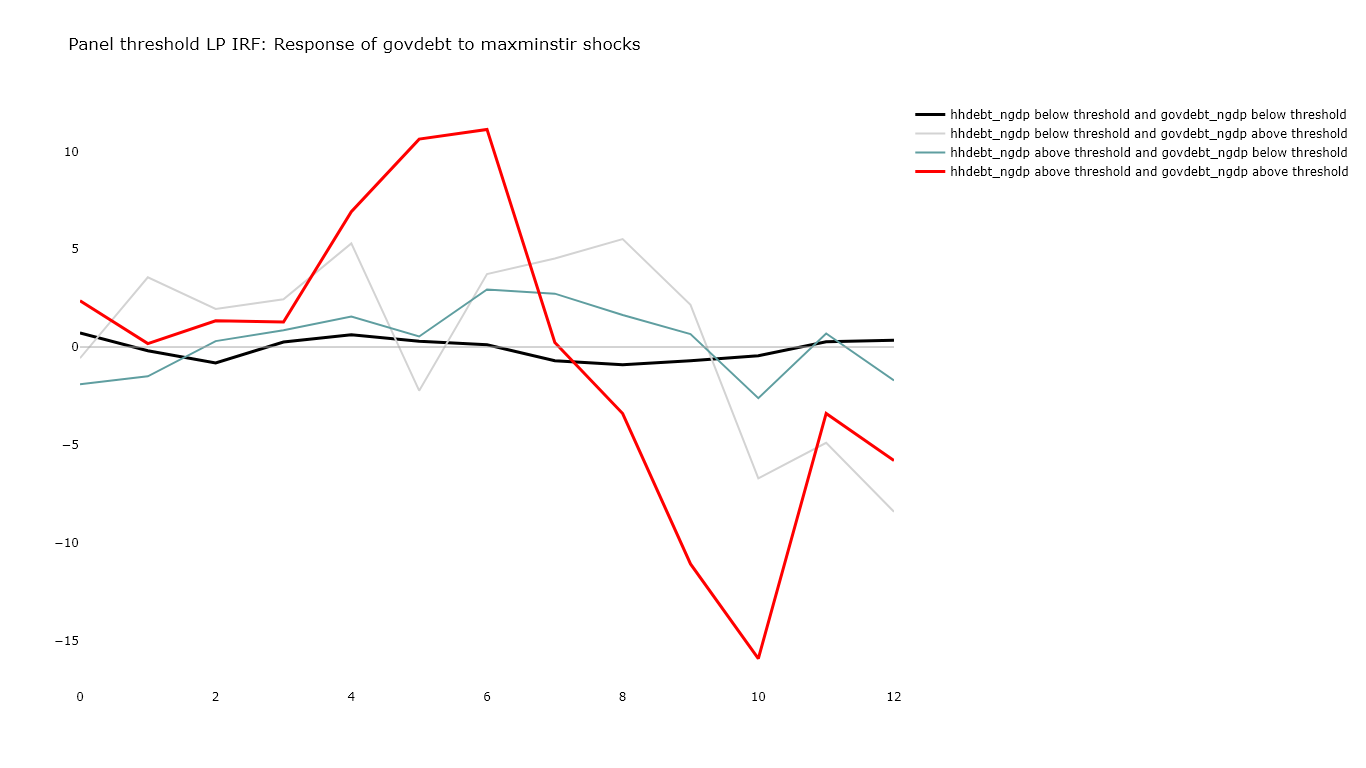 Panel threshold LP IRF: Response of govdebt to maxminstir shocks
hhdebt_ngdp below threshold and govdebt_ngdp below threshold
hhdebt_ngdp below threshold and govdebt_ngdp above threshold
hhdebt_ngdp above threshold and govdebt_ngdp below threshold
hhdebt_ngdp above threshold and govdebt_ngdp above threshold
10
5
0
−5
−10
−15
0 2 4 6 8 10 12